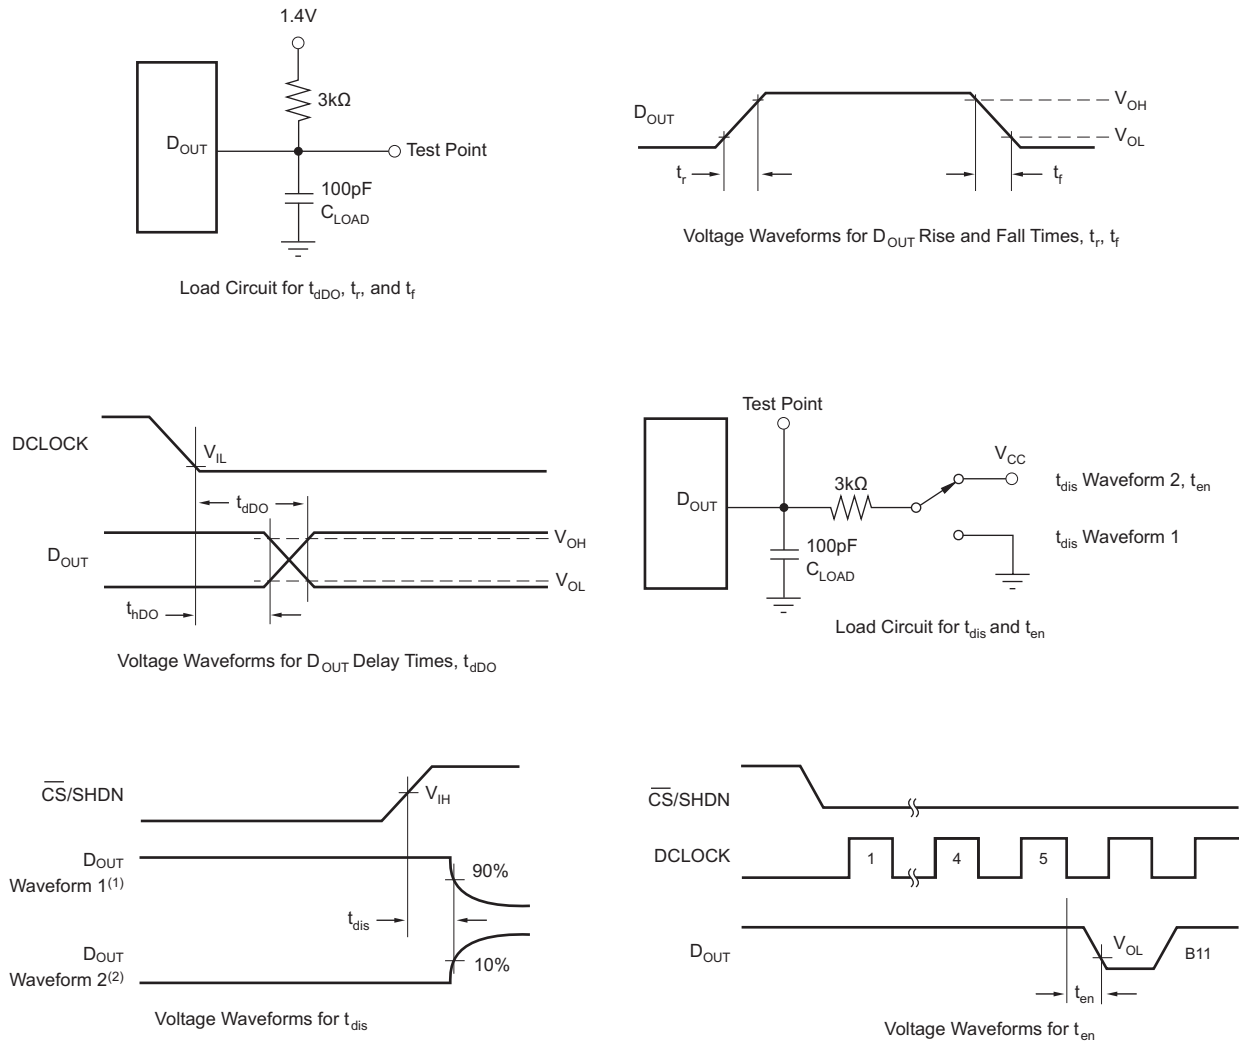 1.4V
3kΩ
DOUT
Test Point
100pF
CLOAD
Load Circuit for tdDO, tr, and tf
DOUT
VOH
VOL
tr
tf
Voltage Waveforms for DOUT Rise and Fall Times, tr, tf
DCLOCK
VIL
tdDO
DOUT
VOH
VOL
thDO
Voltage Waveforms for DOUT Delay Times, tdDO
Test Point
VCC
3kΩ
tdis Waveform 2, ten
DOUT
100pF
CLOAD
tdis Waveform 1
Load Circuit for tdis and ten
C̅S̅/SHDN
VIH
DOUT
Waveform 1(1)
90%
tdis
DOUT
Waveform 2(2)
10%
Voltage Waveforms for tdis
C̅S̅/SHDN
DCLOCK
1
4
5
DOUT
VOL
B11
ten
Voltage Waveforms for ten